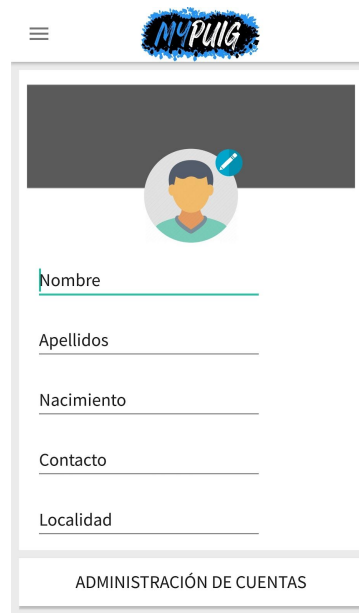 MYPUIG
Nombre
Apellidos
Nacimiento
Contacto
Localidad
ADMINISTRACIÓN DE CUENTAS